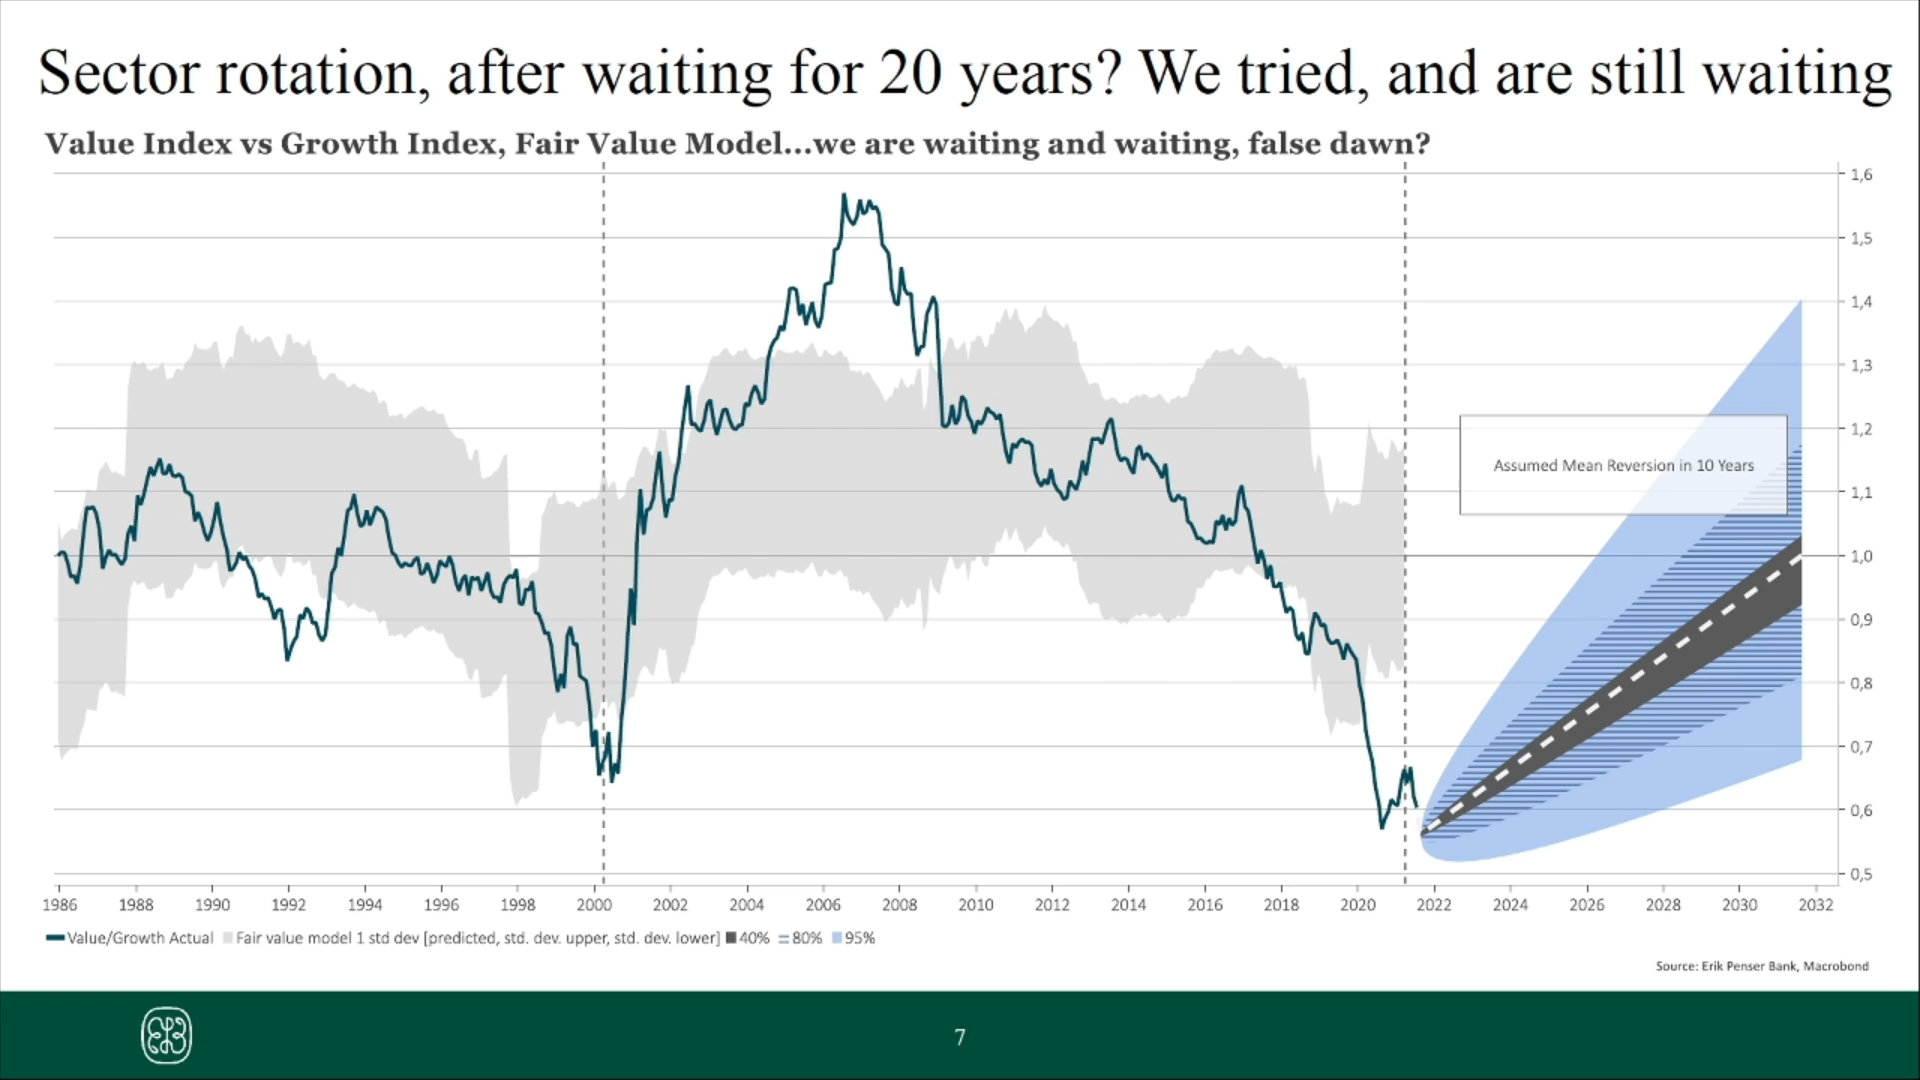 Sector rotation, after waiting for 20 years? We tried, and are still waiting
Value Index vs Growth Index, Fair Value Model...we are waiting and waiting, false dawn?
1,6
1,5
1,4
1,3
1,2
1,1
1,0
0,9
0,8
0,7
0,6
0,5
Assumed Mean Reversion in 10 Years
1986 1988 1990 1992 1994 1996 1998 2000 2002 2004 2006 2008 2010 2012 2014 2016 2018 2020 2022 2024 2026 2028 2030 2032
Value/Growth Actual Fair value model 1 std dev [predicted, std. dev. upper, std. dev. lower] 40% 80% 95%
Source: Erik Penser Bank, Macrobond
7